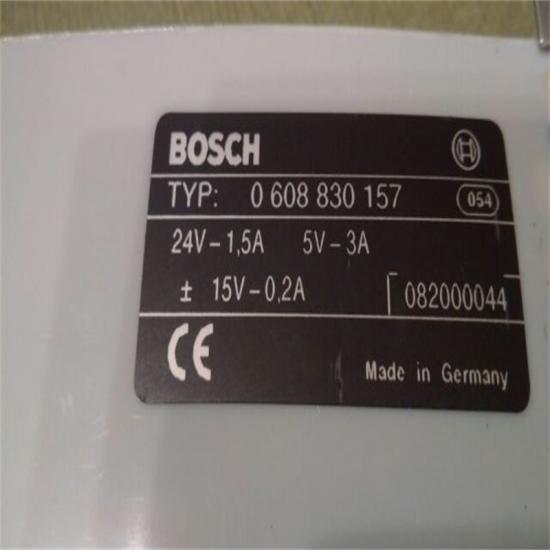 BOSCH
TYP: 0 608 830 157 054
24V-1,5A 5V-3A
± 15V-0,2A 082000044
CE
Made in Germany